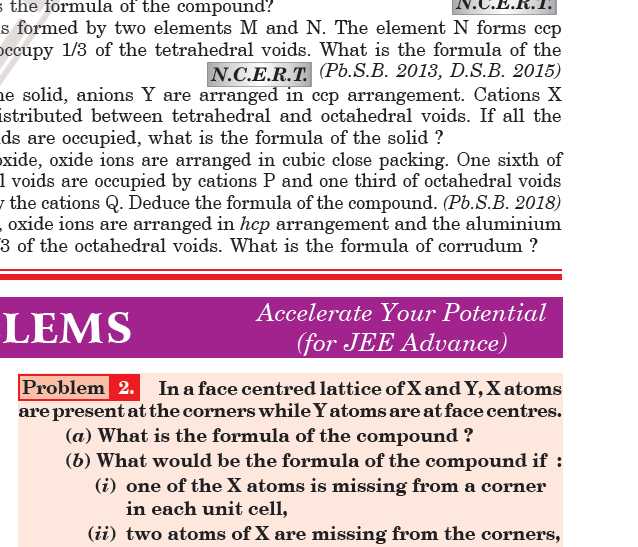 s the formula of the compound? N.C.E.R.T.
s formed by two elements M and N. The element N forms ccp
occupy 1/3 of the tetrahedral voids. What is the formula of the
N.C.E.R.T. (Pb.S.B. 2013, D.S.B. 2015)
ne solid, anions Y are arranged in ccp arrangement. Cations X
istributed between tetrahedral and octahedral voids. If all the
ds are occupied, what is the formula of the solid ?
oxide, oxide ions are arranged in cubic close packing. One sixth of
l voids are occupied by cations P and one third of octahedral voids
y the cations Q. Deduce the formula of the compound. (Pb.S.B. 2018)
, oxide ions are arranged in hcp arrangement and the aluminium
3 of the octahedral voids. What is the formula of corrudum ?
LEMS
Accelerate Your Potential
(for JEE Advance)
Problem 2. In a face centred lattice of X and Y, X atoms
are present at the corners while Y atoms are at face centres.
(a) What is the formula of the compound ?
(b) What would be the formula of the compound if :
(i) one of the X atoms is missing from a corner
in each unit cell,
(ii) two atoms of X are missing from the corners,